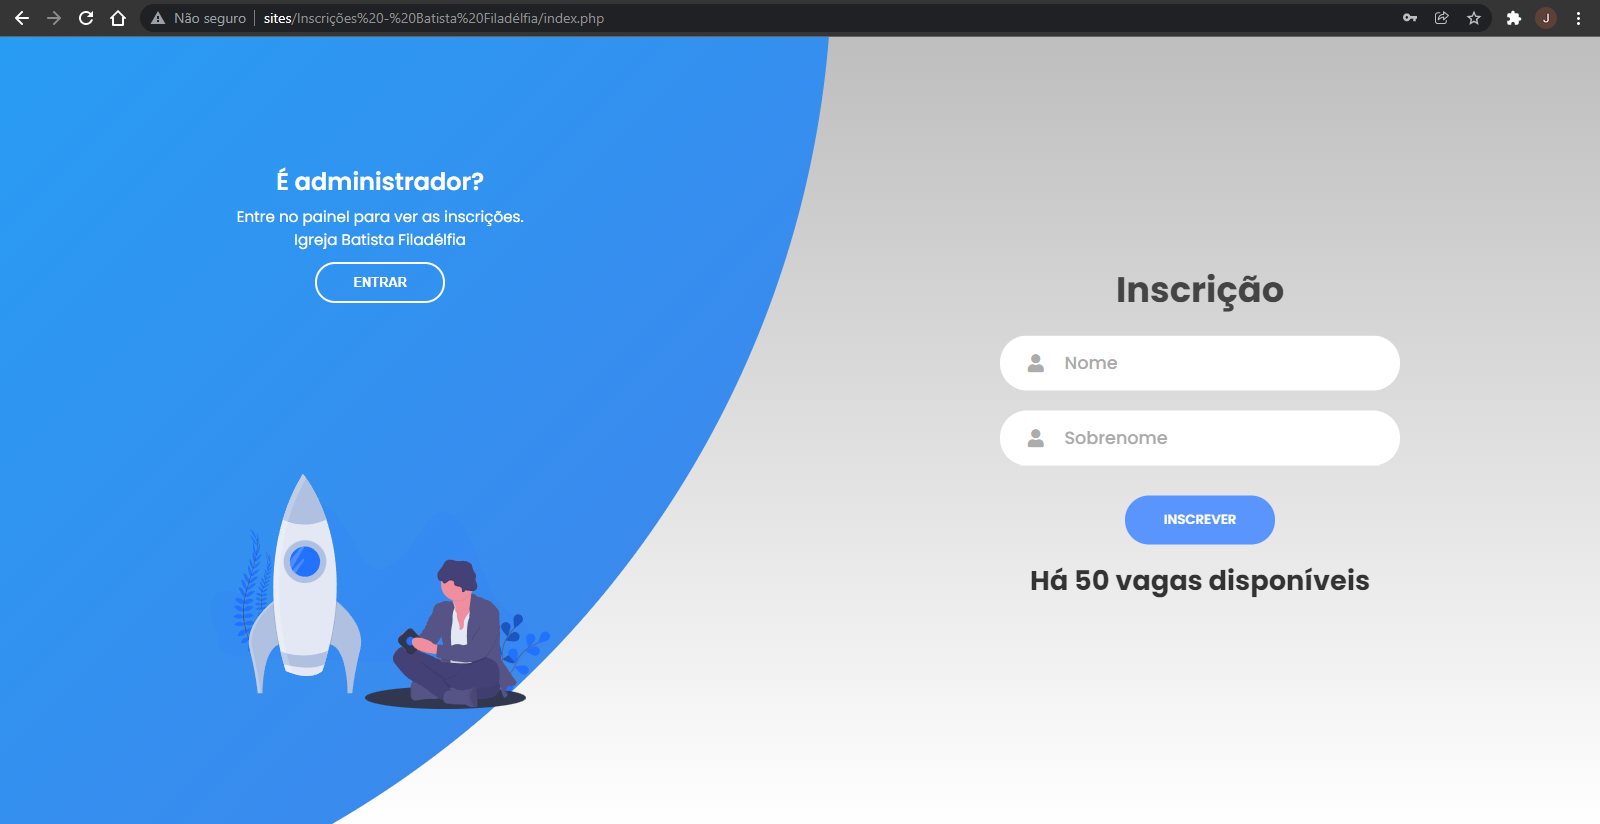 Não seguro
sites/Inscrições%20-%20Batista%20Filadélfia/index.php
J
É administrador?
Entre no painel para ver as inscrições.
Igreja Batista Filadélfia
ENTRAR
Inscrição
Nome
Sobrenome
INSCREVER
Há 50 vagas disponíveis